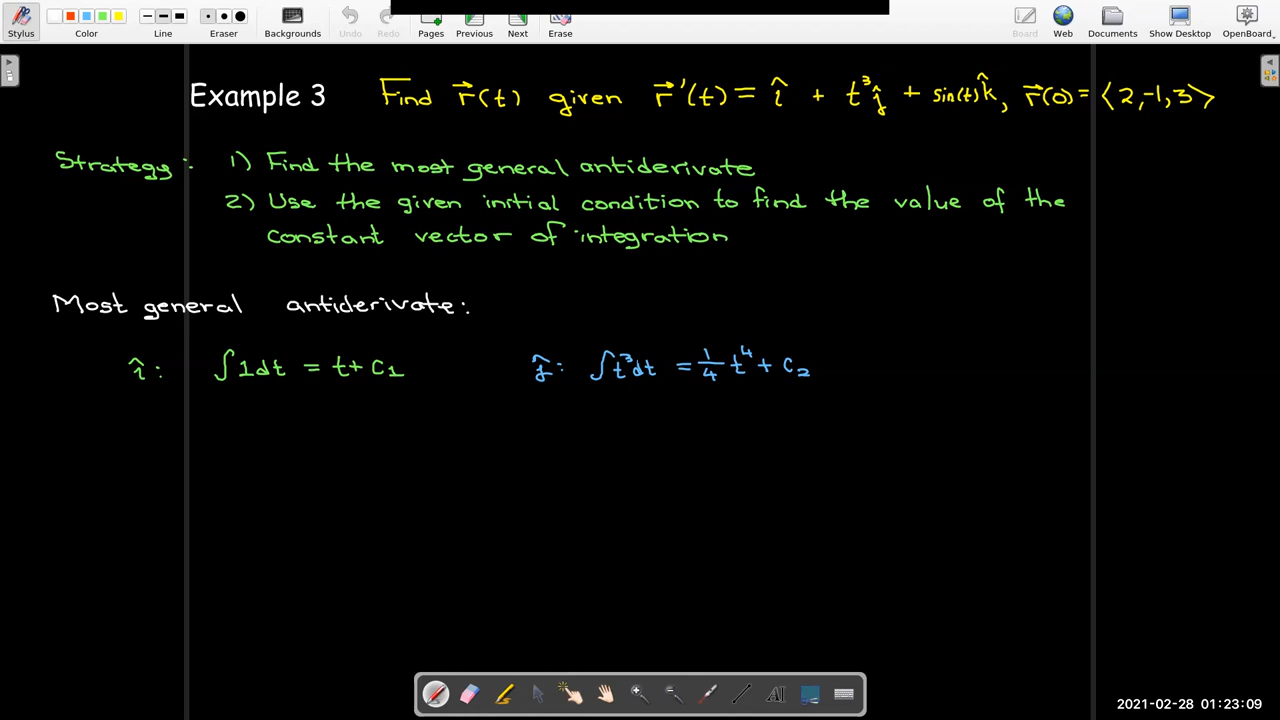 Stylus Color Line Eraser Backgrounds Undo Redo Pages Previous Next Erase Board Web Documents Show Desktop OpenBoard
Example 3 Find r⃗(t) given r⃗'(t) = î + t³ĵ + sin(t)k̂, r⃗(0) = ⟨2,-1,3⟩
Strategy: 1) Find the most general antiderivate
2) Use the given initial condition to find the value of the
constant vector of integration
Most general antiderivate:
î: ∫1dt = t + C₁ ĵ: ∫t³dt = 1/4 t⁴ + C₂
AI
2021-02-28 01:23:09